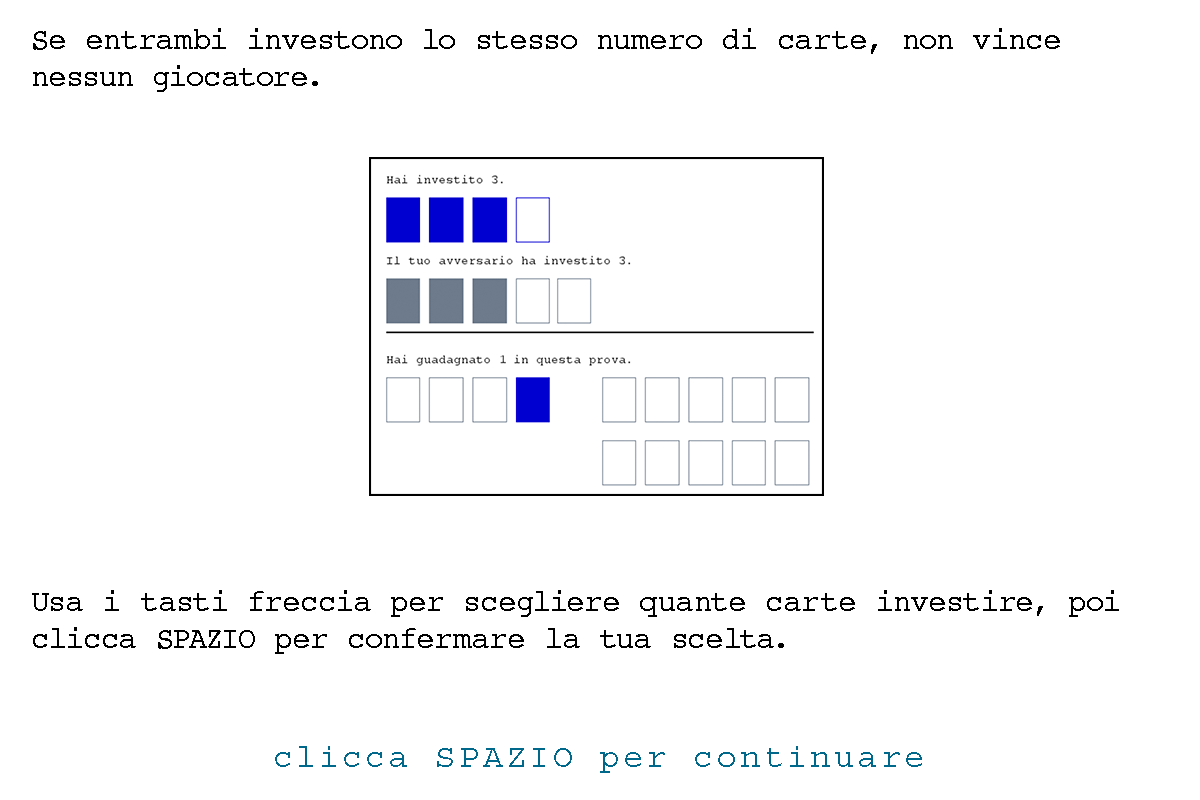 Se entrambi investono lo stesso numero di carte, non vince
nessun giocatore.
Hai investito 3.
Il tuo avversario ha investito 3.
Hai guadagnato 1 in questa prova.
Usa i tasti freccia per scegliere quante carte investire, poi
clicca SPAZIO per confermare la tua scelta.
clicca SPAZIO per continuare